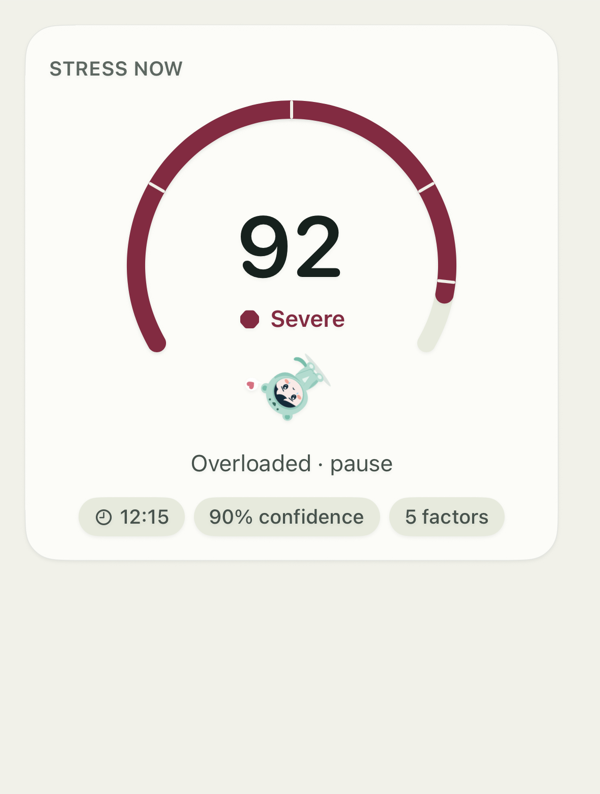 STRESS NOW
92
Severe
Overloaded · pause
12:15
90% confidence
5 factors